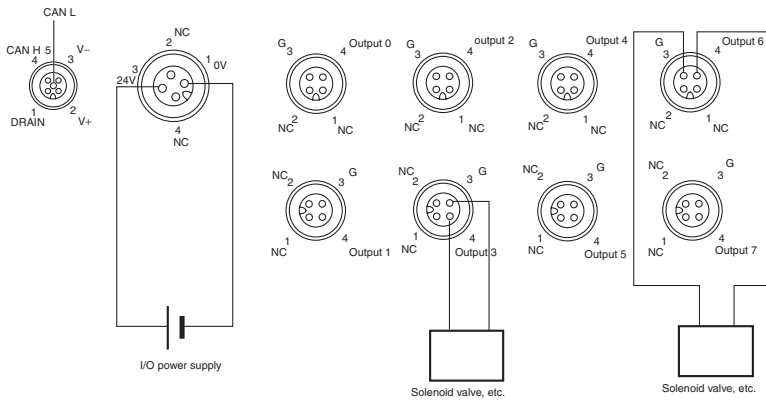 CAN L
CAN H 5 V–
4 3
1 2
DRAIN V+
NC
2
3 1 0V
24V
4
NC
I/O power supply
G 3 4 Output 0
NC 2 1 NC
G 3 4 output 2
NC 2 1 NC
G 3 4 Output 4
NC 2 1 NC
G 3 4 Output 6
NC 2 1 NC
NC 2 3 G
1 4
NC Output 1
NC 2 3 G
1 4
NC Output 3
NC 2 3 G
1 4
NC Output 5
NC 2 3 G
1 4
NC Output 7
Solenoid valve, etc.
Solenoid valve, etc.